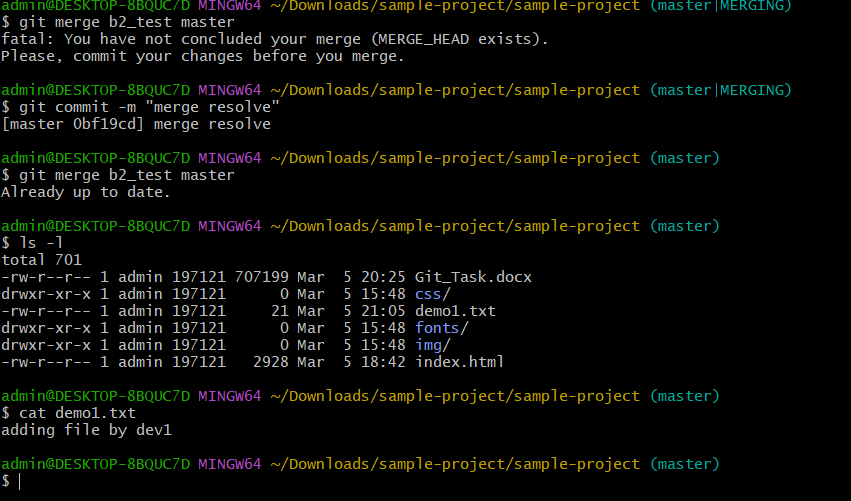 admin@DESKTOP-8BQUC7D MINGW64 ~/Downloads/sample-project/sample-project (master|MERGING)
$ git merge b2_test master
fatal: You have not concluded your merge (MERGE_HEAD exists).
Please, commit your changes before you merge.
admin@DESKTOP-8BQUC7D MINGW64 ~/Downloads/sample-project/sample-project (master|MERGING)
$ git commit -m "merge resolve"
[master 0bf19cd] merge resolve
admin@DESKTOP-8BQUC7D MINGW64 ~/Downloads/sample-project/sample-project (master)
$ git merge b2_test master
Already up to date.
admin@DESKTOP-8BQUC7D MINGW64 ~/Downloads/sample-project/sample-project (master)
$ ls -l
total 701
-rw-r--r-- 1 admin 197121 707199 Mar  5 20:25 Git_Task.docx
drwxr-xr-x 1 admin 197121      0 Mar  5 15:48 css/
-rw-r--r-- 1 admin 197121     21 Mar  5 21:05 demo1.txt
drwxr-xr-x 1 admin 197121      0 Mar  5 15:48 fonts/
drwxr-xr-x 1 admin 197121      0 Mar  5 15:48 img/
-rw-r--r-- 1 admin 197121   2928 Mar  5 18:42 index.html
admin@DESKTOP-8BQUC7D MINGW64 ~/Downloads/sample-project/sample-project (master)
$ cat demo1.txt
adding file by dev1
admin@DESKTOP-8BQUC7D MINGW64 ~/Downloads/sample-project/sample-project (master)
$